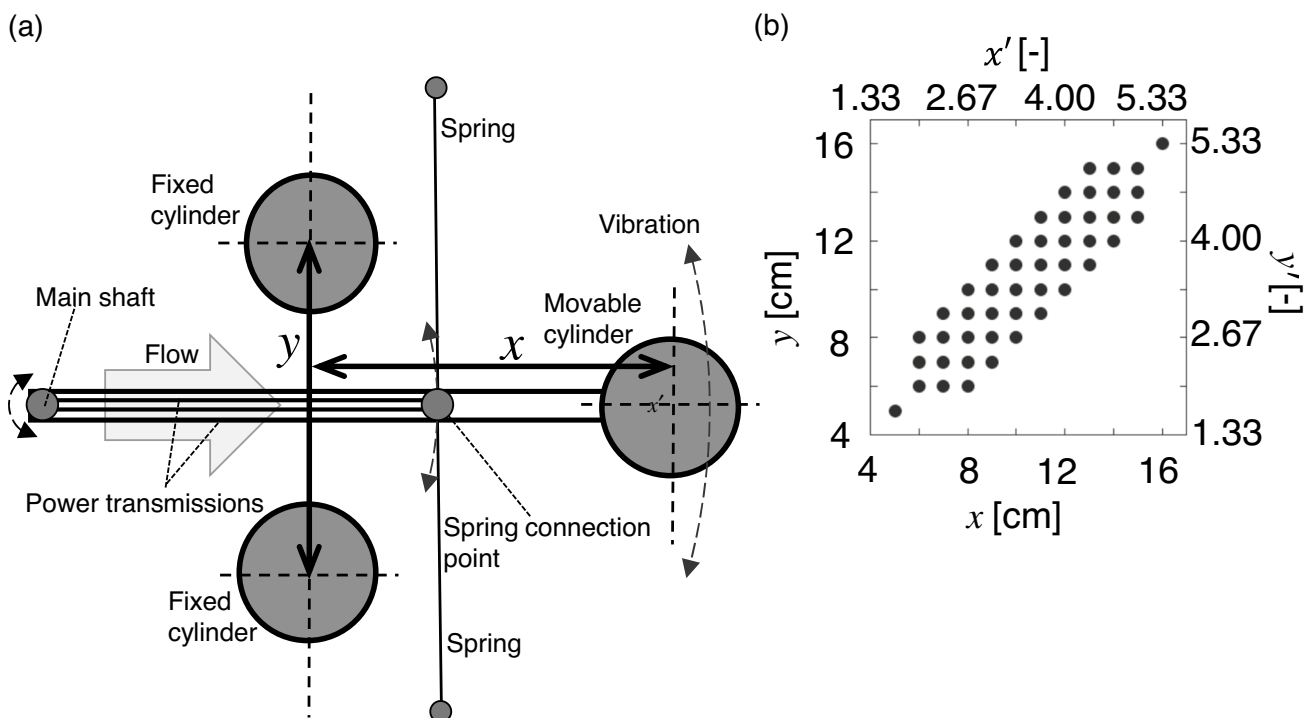 (a)
Spring
Fixed
cylinder
Vibration
Main shaft
Movable
cylinder
Flow
y
x
x′
Power transmissions
Spring connection
point
Fixed
cylinder
Spring
(b)
x′ [-]
1.33 2.67 4.00 5.33
16 5.33
12 4.00
8 2.67
4 1.33
y [cm]
y′ [-]
4 8 12 16
x [cm]